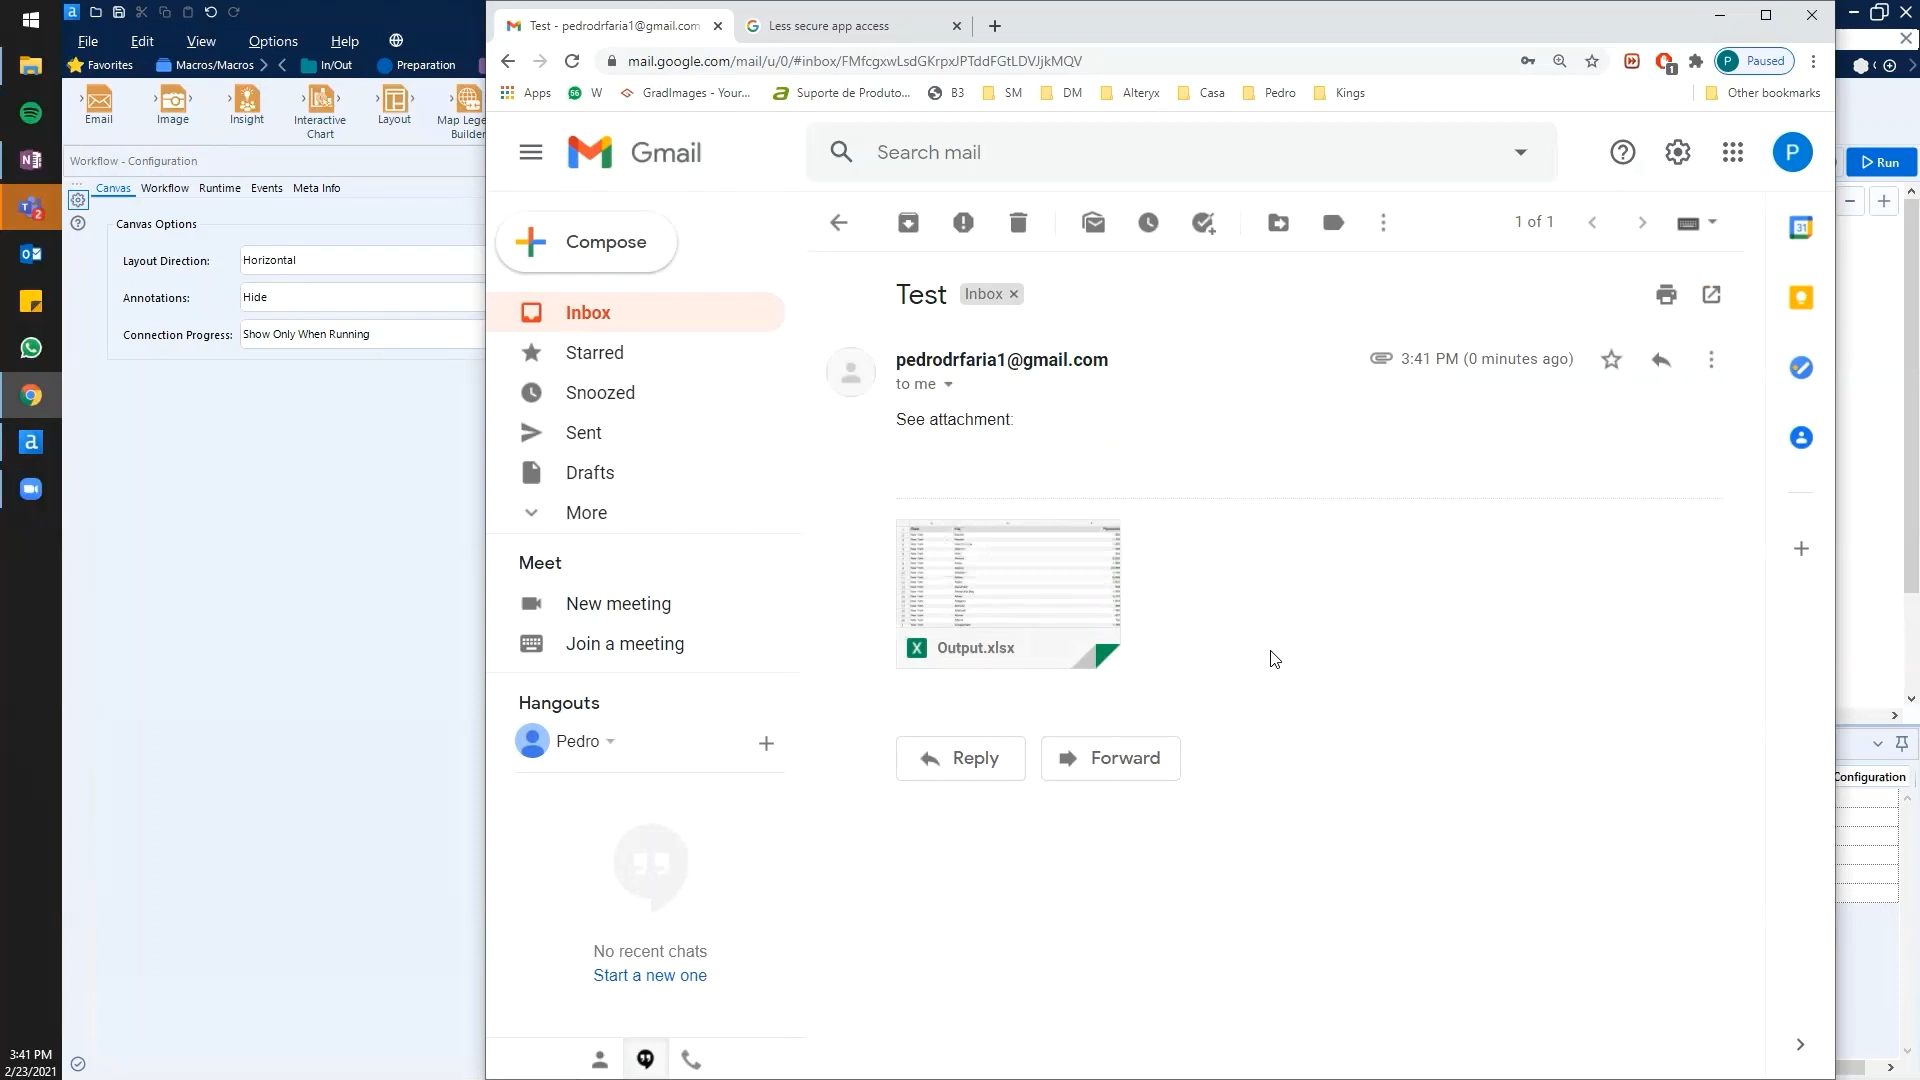 File Edit View Options Help
Favorites Macros/Macros In/Out Preparation
Email Image Insight Interactive Chart Layout Map Lege Builder
Workflow - Configuration
Canvas Workflow Runtime Events Meta Info
Canvas Options
Layout Direction: Horizontal
Annotations: Hide
Connection Progress: Show Only When Running
3:41 PM
2/23/2021
Test - pedrodrfaria1@gmail.com
Less secure app access
mail.google.com/mail/u/0/#inbox/FMfcgxwLsdGKrpxJPTddFGtLDVJjkMQV
P Paused
Apps W GradImages - Your... Suporte de Produto... B3 SM DM Alteryx Casa Pedro Kings Other bookmarks
Gmail
Search mail
P
Compose
1 of 1
Inbox
Starred
Snoozed
Sent
Drafts
More
Meet
New meeting
Join a meeting
Hangouts
Pedro
No recent chats
Start a new one
Test Inbox
pedrodrfaria1@gmail.com
3:41 PM (0 minutes ago)
to me
See attachment:
Output.xlsx
Reply Forward
31
Run
Configuration